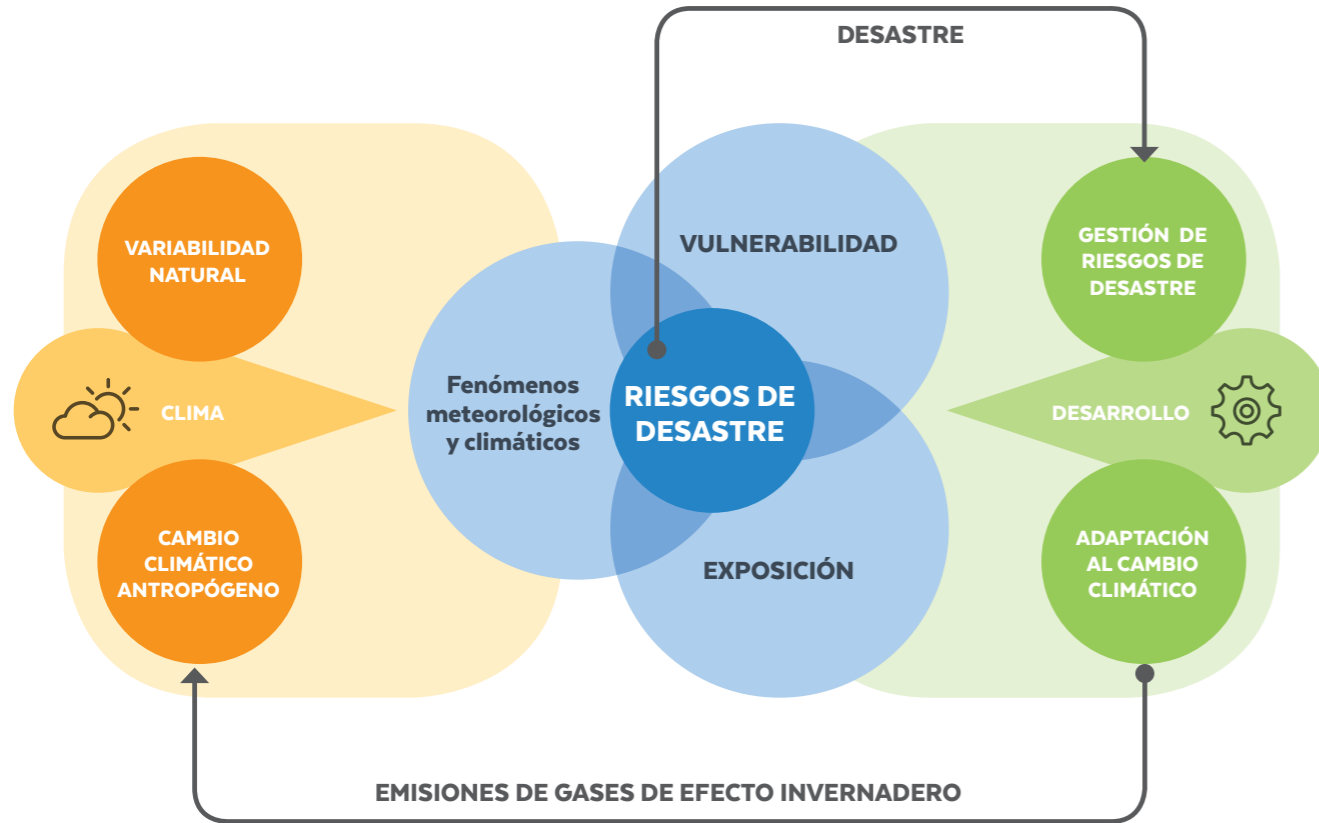 DESASTRE
VARIABILIDAD
NATURAL
CLIMA
CAMBIO
CLIMÁTICO
ANTROPÓGENO
Fenómenos
meteorológicos
y climáticos
VULNERABILIDAD
RIESGOS DE
DESASTRE
EXPOSICIÓN
GESTIÓN DE
RIESGOS DE
DESASTRE
DESARROLLO
ADAPTACIÓN
AL CAMBIO
CLIMÁTICO
EMISIONES DE GASES DE EFECTO INVERNADERO